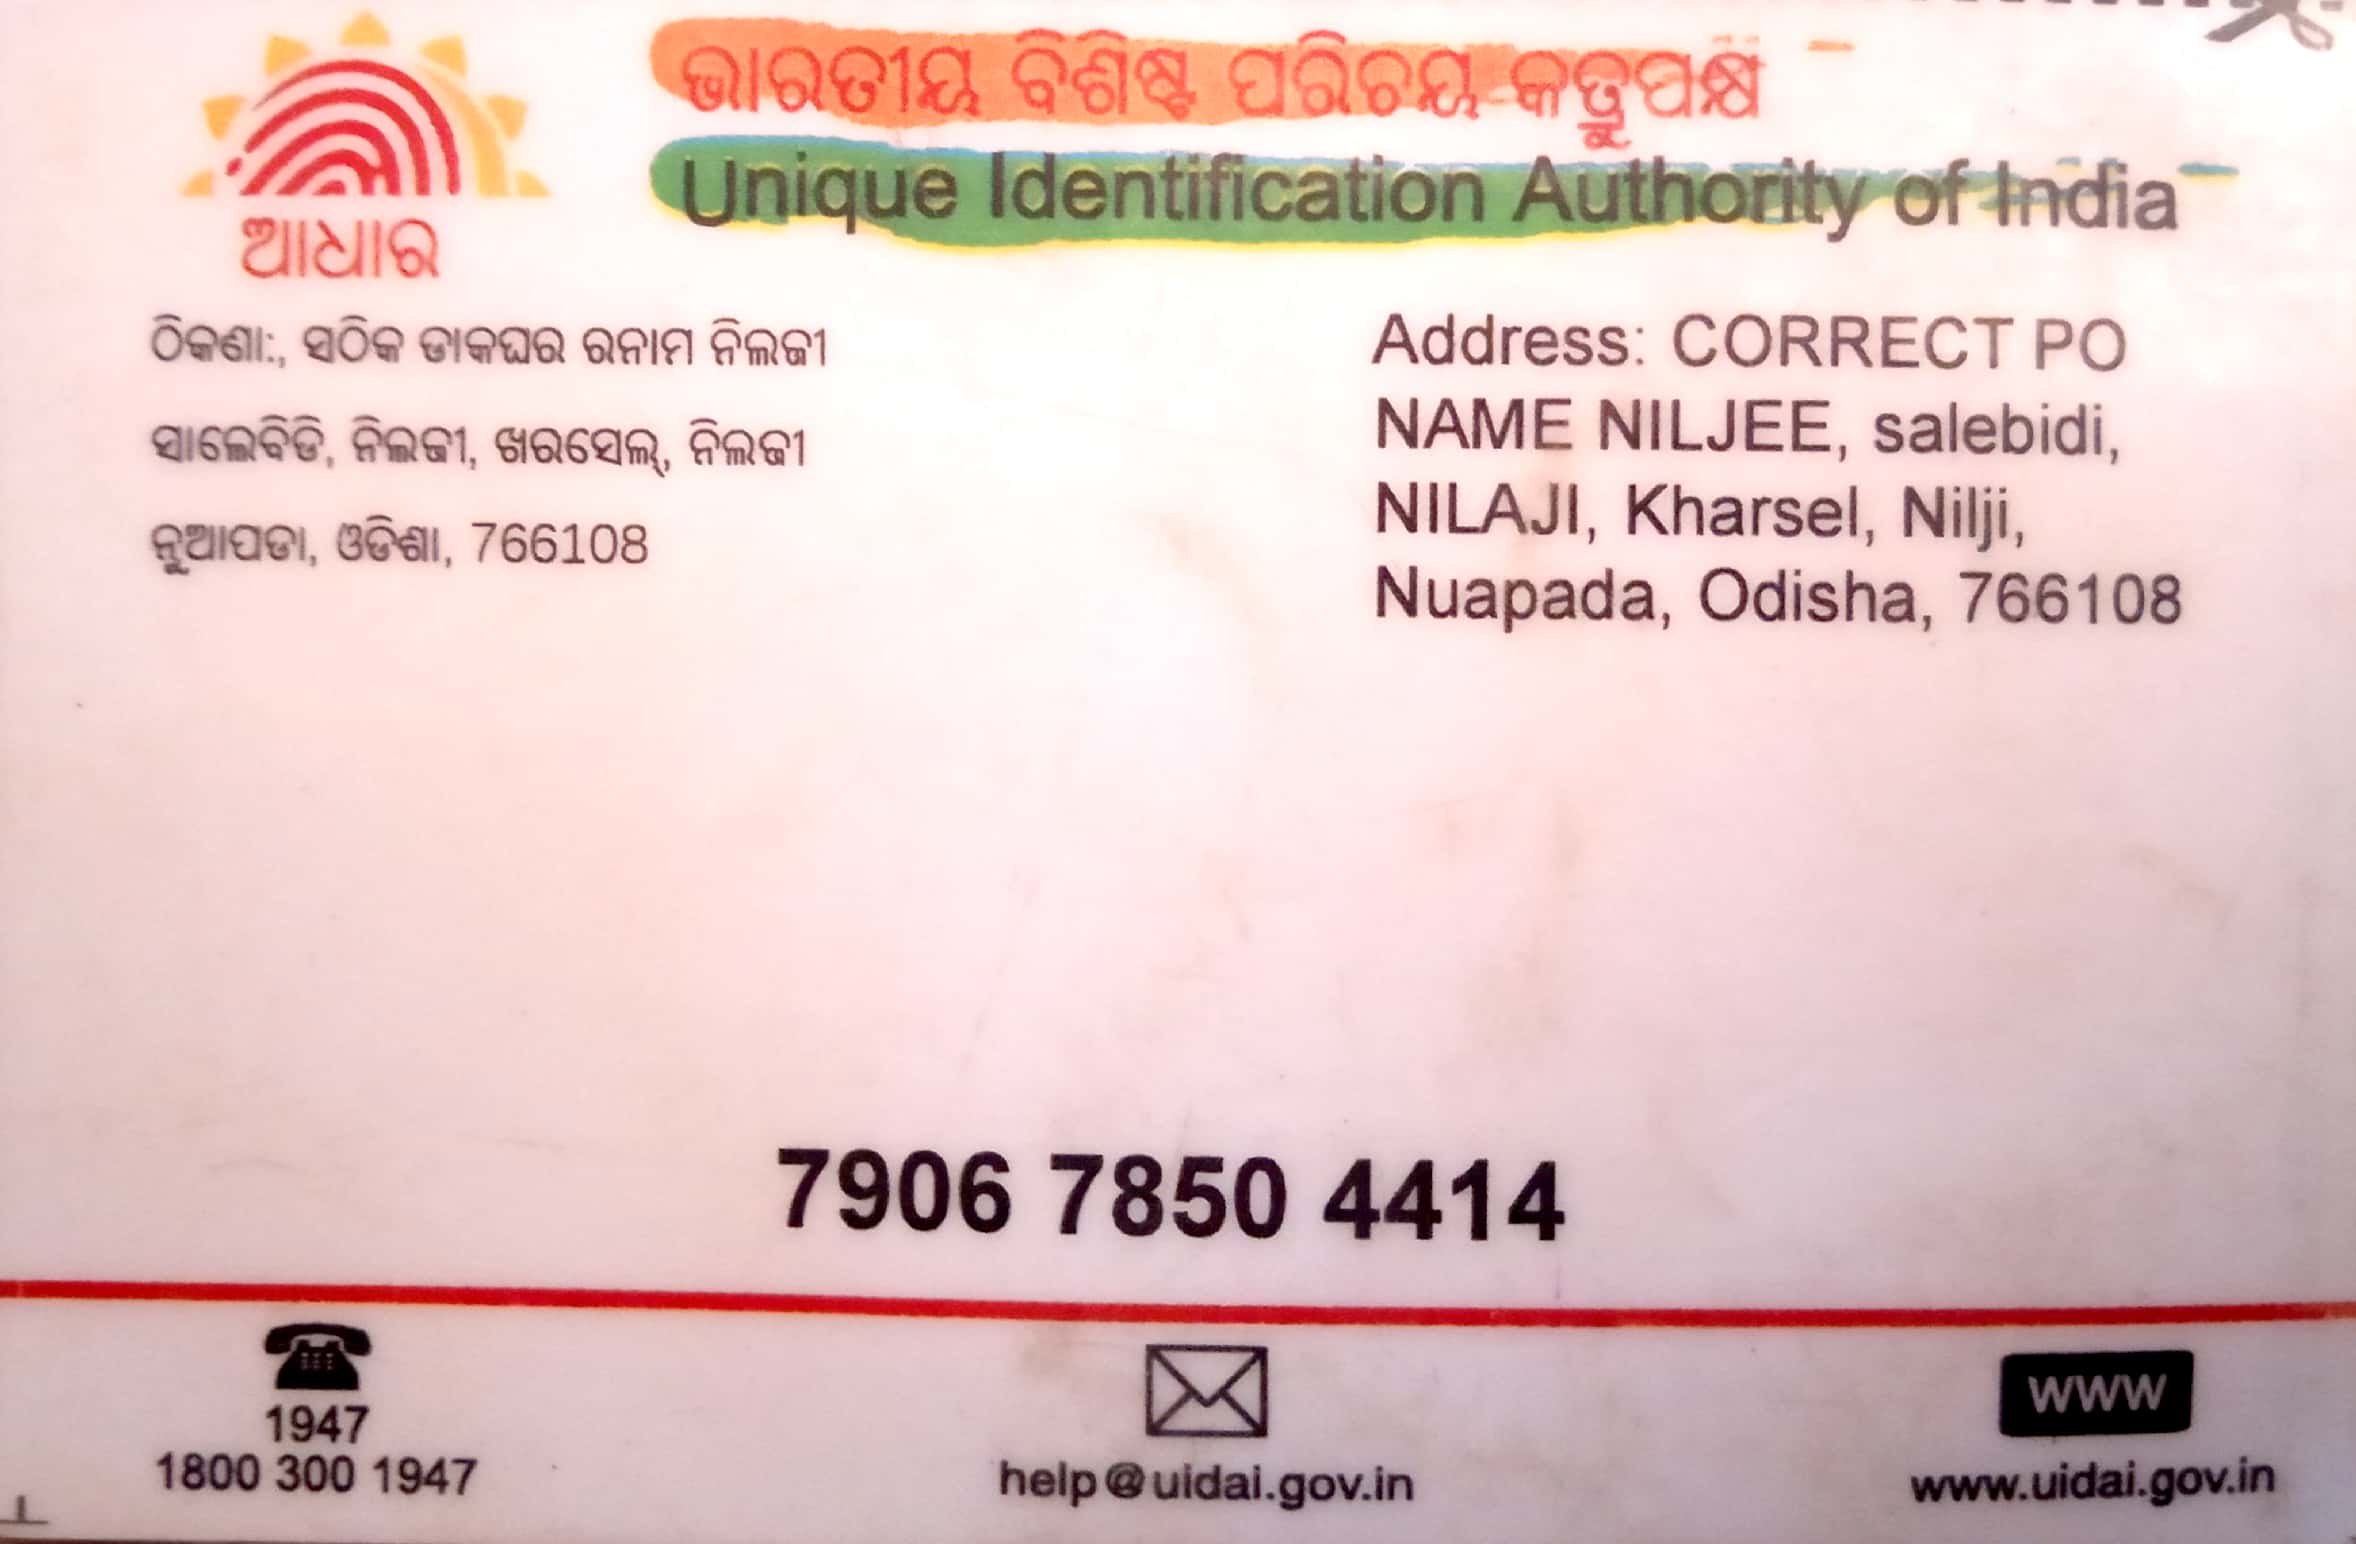 ଭାରତୀୟ ବିଶିଷ୍ଟ ପରିଚୟ କର୍ତ୍ତୃପକ୍ଷ
Unique Identification Authority of India
ଆଧାର
ଠିକଣା:, ସଠିକ ଡାକଘର ରନାମ ନିଲଜୀ
ସାଲେବିଡି, ନିଲଜୀ, ଖରସେଲ୍, ନିଲଜୀ
ନୁଆପଡା, ଓଡିଶା, 766108
Address: CORRECT PO
NAME NILJEE, salebidi,
NILAJI, Kharsel, Nilji,
Nuapada, Odisha, 766108
7906 7850 4414
1947
1800 300 1947
help@uidai.gov.in
www
www.uidai.gov.in